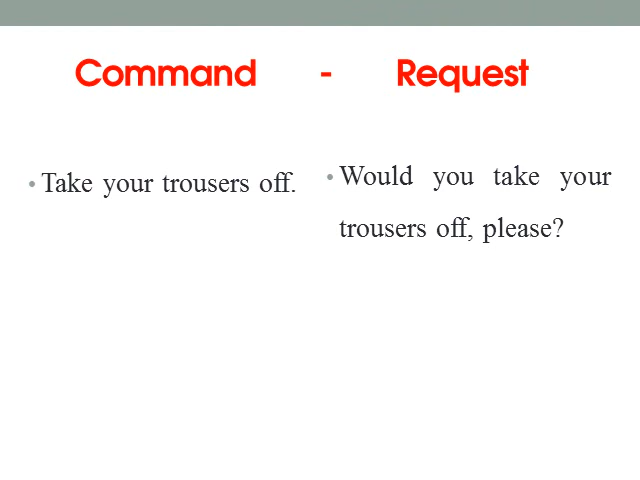 Command - Request
• Take your trousers off.
• Would you take your
trousers off, please?